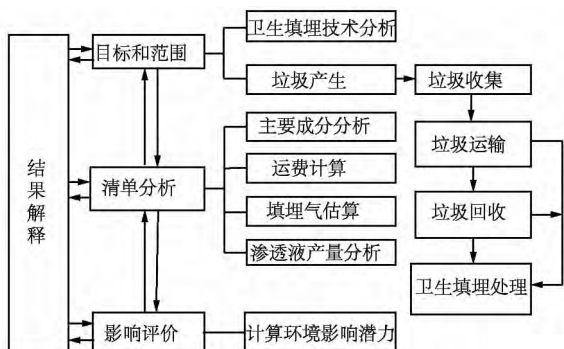 结果解释
目标和范围
卫生填埋技术分析
垃圾产生
垃圾收集
主要成分分析
垃圾运输
清单分析
运费计算
填埋气估算
垃圾回收
渗透液产量分析
卫生填埋处理
影响评价
计算环境影响潜力